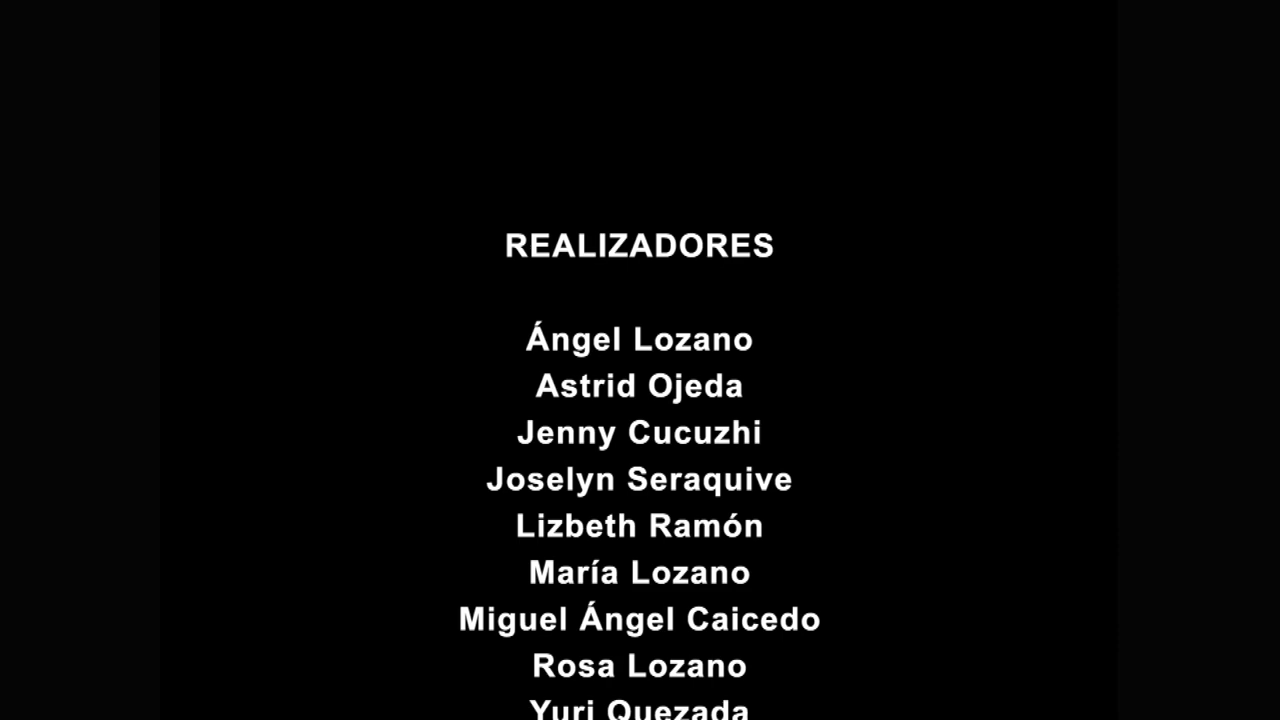 REALIZADORES
Ángel Lozano
Astrid Ojeda
Jenny Cucuzhi
Joselyn Seraquive
Lizbeth Ramón
María Lozano
Miguel Ángel Caicedo
Rosa Lozano
Yuri Quezada